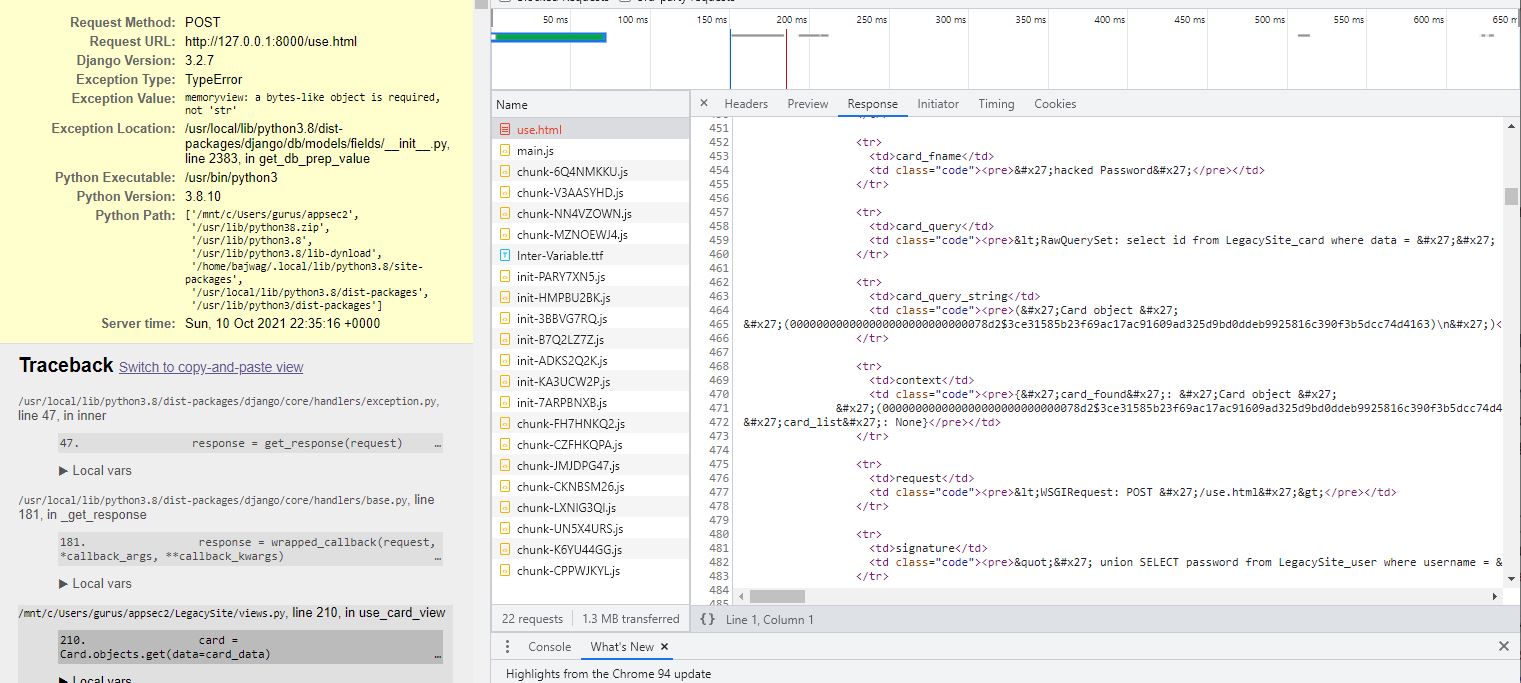 Request Method: POST
Request URL: http://127.0.0.1:8000/use.html
Django Version: 3.2.7
Exception Type: TypeError
Exception Value: memoryview: a bytes-like object is required,
not 'str'
Exception Location: /usr/local/lib/python3.8/dist-
packages/django/db/models/fields/__init__.py,
line 2383, in get_db_prep_value
Python Executable: /usr/bin/python3
Python Version: 3.8.10
Python Path: ['/mnt/c/Users/gurus/appsec2',
'/usr/lib/python38.zip',
'/usr/lib/python3.8',
'/usr/lib/python3.8/lib-dynload',
'/home/bajwag/.local/lib/python3.8/site-
packages',
'/usr/local/lib/python3.8/dist-packages',
'/usr/lib/python3/dist-packages']
Server time: Sun, 10 Oct 2021 22:35:16 +0000
Traceback Switch to copy-and-paste view
/usr/local/lib/python3.8/dist-packages/django/core/handlers/exception.py,
line 47, in inner
47. response = get_response(request) …
▶ Local vars
/usr/local/lib/python3.8/dist-packages/django/core/handlers/base.py, line
181, in _get_response
181. response = wrapped_callback(request,
*callback_args, **callback_kwargs) …
▶ Local vars
/mnt/c/Users/gurus/appsec2/LegacySite/views.py, line 210, in use_card_view
210. card =
Card.objects.get(data=card_data) …
▶ Local vars
50 ms 100 ms 150 ms 200 ms 250 ms 300 ms 350 ms 400 ms 450 ms 500 ms 550 ms 600 ms 650 m
Name
use.html
main.js
chunk-6Q4NMKKU.js
chunk-V3AASYHD.js
chunk-NN4VZOWN.js
chunk-MZNOEWJ4.js
Inter-Variable.ttf
init-PARY7XN5.js
init-HMPBU2BK.js
init-3BBVG7RQ.js
init-B7Q2LZ7Z.js
init-ADKS2Q2K.js
init-KA3UCW2P.js
init-7ARPBNXB.js
chunk-FH7HNKQ2.js
chunk-CZFHKQPA.js
chunk-JMJDPG47.js
chunk-CKNBSM26.js
chunk-LXNIG3QI.js
chunk-UN5X4URS.js
chunk-K6YU44GG.js
chunk-CPPWJKYL.js
22 requests 1.3 MB transferred
× Headers Preview Response Initiator Timing Cookies
451
452 <tr>
453 <td>card_fname</td>
454 <td class="code"><pre>&#x27;hacked Password&#x27;</pre></td>
455 </tr>
456
457 <tr>
458 <td>card_query</td>
459 <td class="code"><pre>&lt;RawQuerySet: select id from LegacySite_card where data = &#x27;&#x27;
460 </tr>
461
462 <tr>
463 <td>card_query_string</td>
464 <td class="code"><pre>(&#x27;Card object &#x27;
465 &#x27;(000000000000000000000000000078d2$3ce31585b23f69ac17ac91609ad325d9bd0ddeb9925816c390f3b5dcc74d4163)\n&#x27;)<
466 </tr>
467
468 <tr>
469 <td>context</td>
470 <td class="code"><pre>{&#x27;card_found&#x27;: &#x27;Card object &#x27;
471 &#x27;(000000000000000000000000000078d2$3ce31585b23f69ac17ac91609ad325d9bd0ddeb9925816c390f3b5dcc74d4
472 &#x27;card_list&#x27;: None}</pre></td>
473 </tr>
474
475 <tr>
476 <td>request</td>
477 <td class="code"><pre>&lt;WSGIRequest: POST &#x27;/use.html&#x27;&gt;</pre></td>
478 </tr>
479
480 <tr>
481 <td>signature</td>
482 <td class="code"><pre>&quot;&#x27; union SELECT password from LegacySite_user where username = &
483 </tr>
484
{} Line 1, Column 1
Console What's New ×
Highlights from the Chrome 94 update